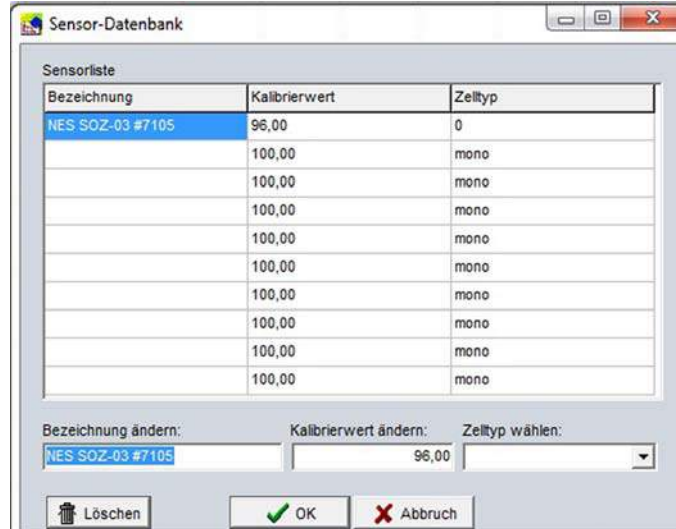 Sensor-Datenbank
Sensorliste
Bezeichnung Kalibrierwert Zelltyp
NES SOZ-03 #7105 96,00 0
100,00 mono
100,00 mono
100,00 mono
100,00 mono
100,00 mono
100,00 mono
100,00 mono
100,00 mono
100,00 mono
Bezeichnung ändern: Kalibrierwert ändern: Zelltyp wählen:
NES SOZ-03 #7105 96,00
Löschen OK Abbruch